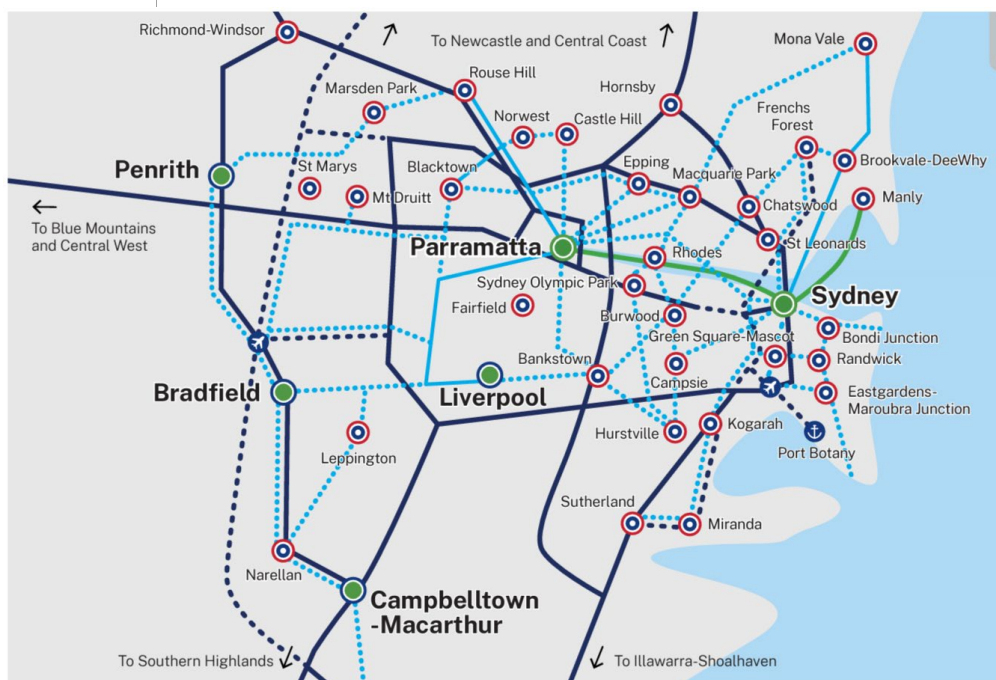 Richmond-Windsor
To Newcastle and Central Coast
Mona Vale
Rouse Hill
Marsden Park
Hornsby
Norwest
Castle Hill
Frenchs
Forest
Penrith
St Marys
Blacktown
Epping
Macquarie Park
Brookvale-DeeWhy
Mt Druitt
Chatswood
Manly
To Blue Mountains
and Central West
Parramatta
St Leonards
Rhodes
Sydney Olympic Park
Sydney
Fairfield
Burwood
Green Square-Mascot
Bondi Junction
Bankstown
Randwick
Bradfield
Liverpool
Campsie
Eastgardens-
Maroubra Junction
Leppington
Hurstville
Kogarah
Port Botany
Sutherland
Miranda
Narellan
Campbelltown
-Macarthur
To Southern Highlands
To Illawarra-Shoalhaven